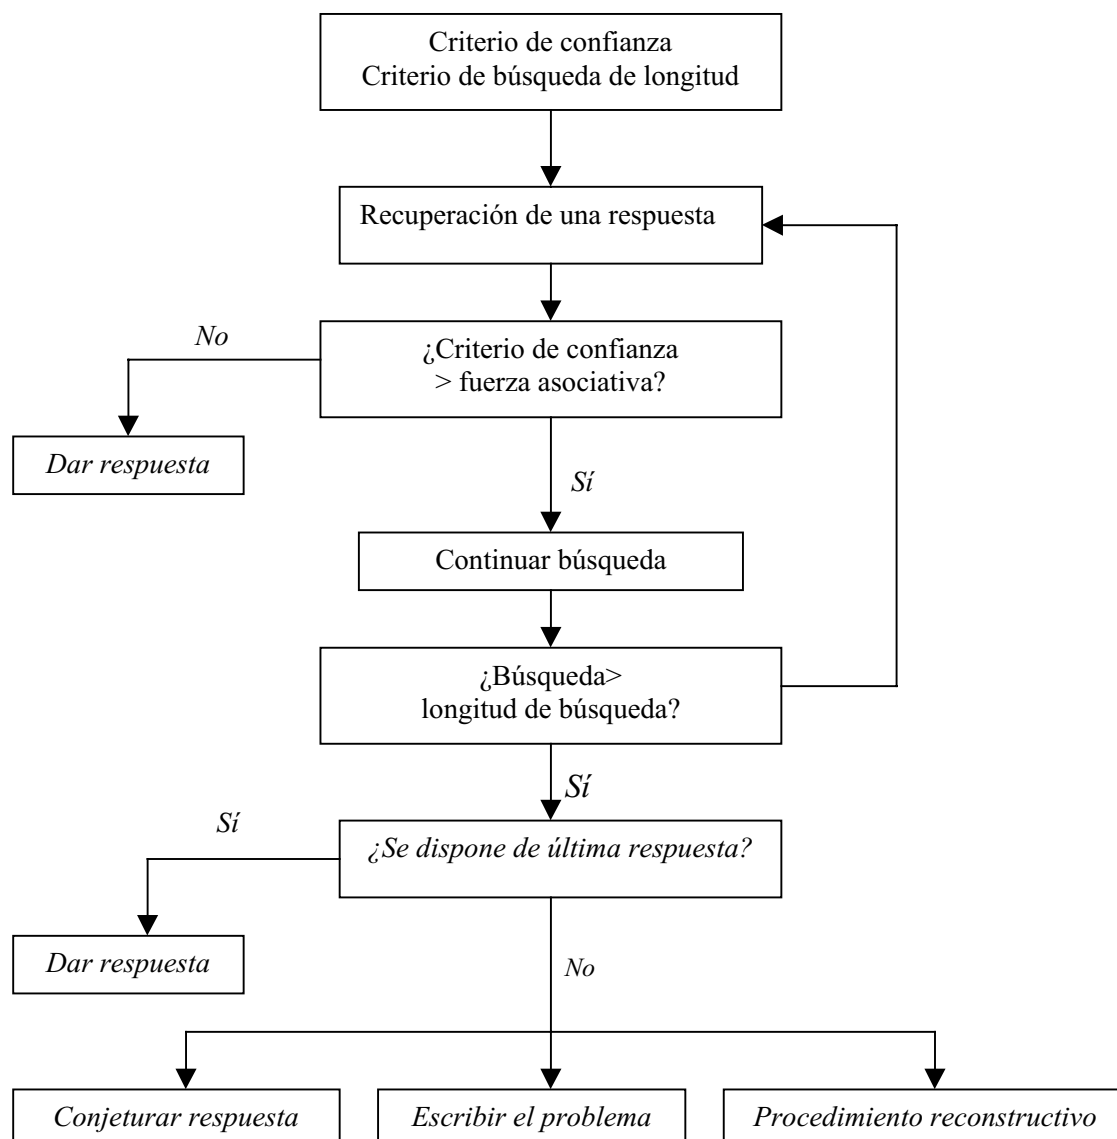 Criterio de confianza
Criterio de búsqueda de longitud
Recuperación de una respuesta
No
¿Criterio de confianza
> fuerza asociativa?
Dar respuesta
Sí
Continuar búsqueda
¿Búsqueda>
longitud de búsqueda?
Sí
Sí
¿Se dispone de última respuesta?
Dar respuesta
No
Conjeturar respuesta
Escribir el problema
Procedimiento reconstructivo